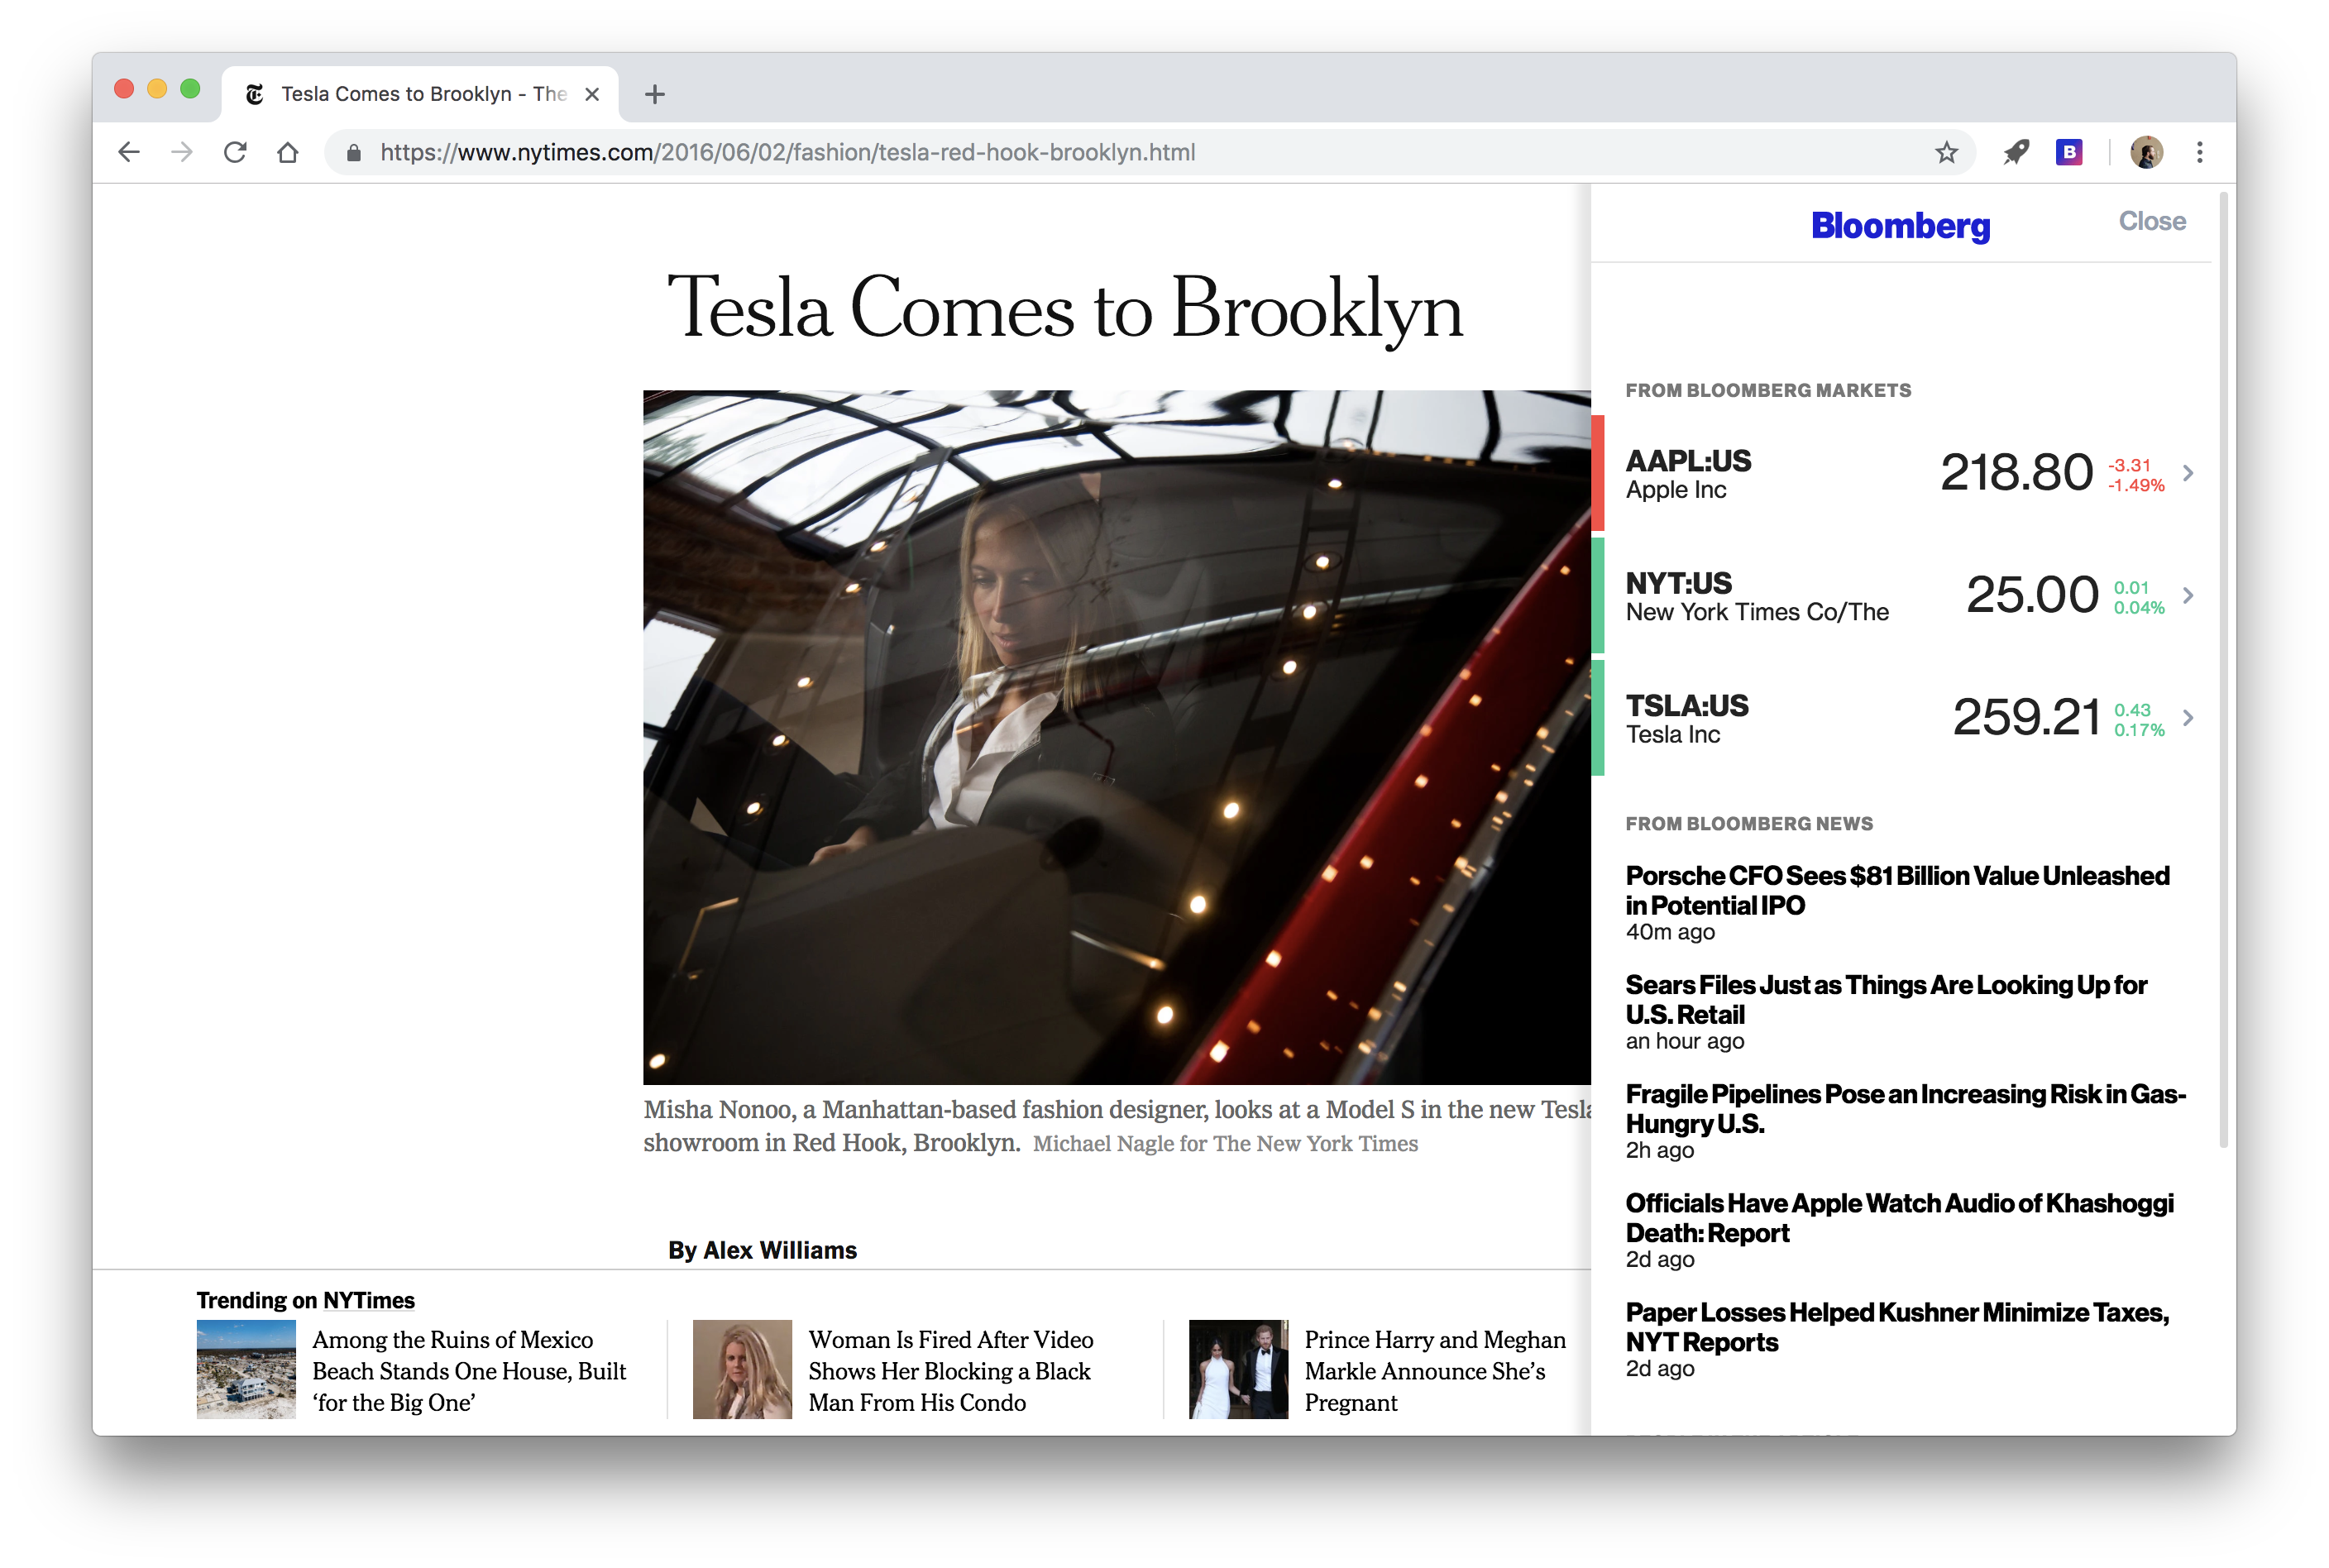 Tesla Comes to Brooklyn - The
https://www.nytimes.com/2016/06/02/fashion/tesla-red-hook-brooklyn.html
B
Tesla Comes to Brooklyn
Misha Nonoo, a Manhattan-based fashion designer, looks at a Model S in the new Tesla
showroom in Red Hook, Brooklyn. Michael Nagle for The New York Times
By Alex Williams
Trending on NYTimes
Among the Ruins of Mexico
Beach Stands One House, Built
‘for the Big One’
Woman Is Fired After Video
Shows Her Blocking a Black
Man From His Condo
Prince Harry and Meghan
Markle Announce She’s
Pregnant
Bloomberg
Close
FROM BLOOMBERG MARKETS
AAPL:US
Apple Inc
218.80
-3.31
-1.49%
NYT:US
New York Times Co/The
25.00
0.01
0.04%
TSLA:US
Tesla Inc
259.21
0.43
0.17%
FROM BLOOMBERG NEWS
Porsche CFO Sees $81 Billion Value Unleashed
in Potential IPO
40m ago
Sears Files Just as Things Are Looking Up for
U.S. Retail
an hour ago
Fragile Pipelines Pose an Increasing Risk in Gas-
Hungry U.S.
2h ago
Officials Have Apple Watch Audio of Khashoggi
Death: Report
2d ago
Paper Losses Helped Kushner Minimize Taxes,
NYT Reports
2d ago